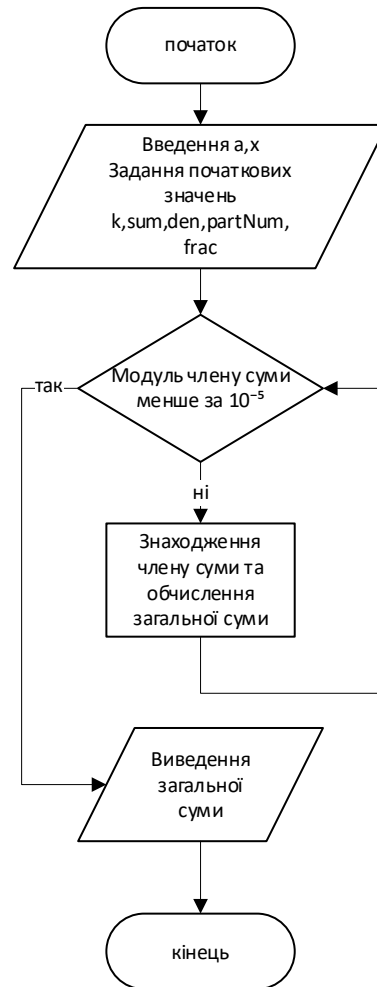 початок
Введення a,x
Задання початкових
значень
k,sum,den,partNum,
frac
Модуль члену суми
менше за 10⁻⁵
так
ні
Знаходження
члену суми та
обчислення
загальної суми
Виведення
загальної
суми
кінець